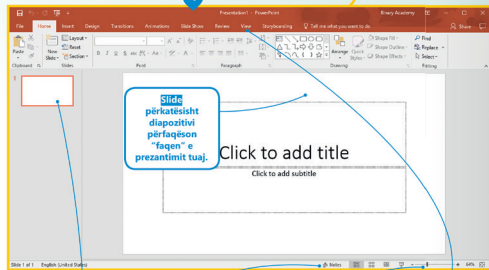 Presentation1 - PowerPoint
Binary Academy
File Home Insert Design Transitions Animations Slide Show Review View Storyboarding Tell me what you want to do
Share
Paste
New Slide
Layout
Reset
Section
Shape Fill
Shape Outline
Shape Effects
Arrange
Quick Styles
Find
Replace
Select
Clipboard Slides Font Paragraph Drawing Editing
1
Slide
përkatësisht
diapozitivi
përfaqëson
“faqen” e
prezantimit tuaj.
Click to add title
Click to add subtitle
Slide 1 of 1 English (United States) Notes 64%